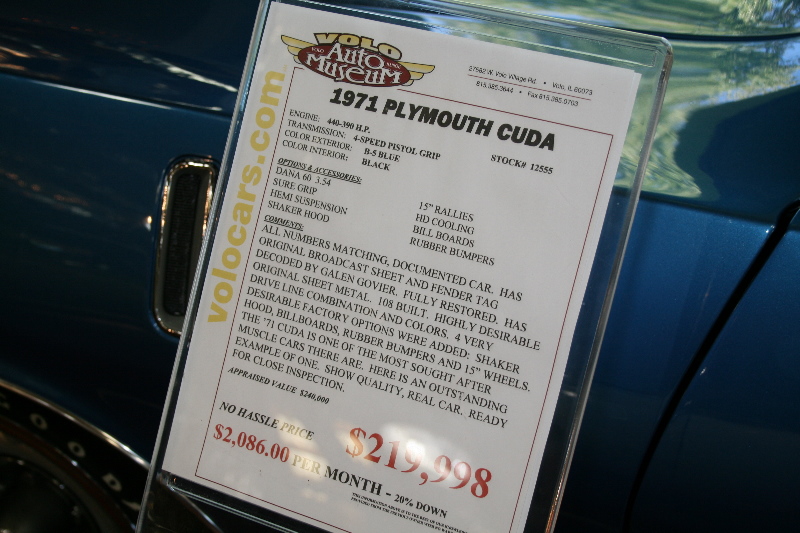 VOLO
VOLO
Auto
MUSEUM
27582 W. Volo Village Rd. • Volo, IL 60073
815.385.3644 • Fax 815.385.0703
volocars.com
1971 PLYMOUTH CUDA
STOCK# 12555
ENGINE: 440-390 H.P.
TRANSMISSION: 4-SPEED PISTOL GRIP
COLOR EXTERIOR: B-5 BLUE
COLOR INTERIOR: BLACK
OPTIONS & ACCESSORIES:
DANA 60 3.54
SURE GRIP
HEMI SUSPENSION
SHAKER HOOD
15" RALLIES
HD COOLING
BILL BOARDS
RUBBER BUMPERS
COMMENTS:
ALL NUMBERS MATCHING, DOCUMENTED CAR. HAS
ORIGINAL BROADCAST SHEET AND FENDER TAG
DECODED BY GALEN GOVIER. FULLY RESTORED. HAS
ORIGINAL SHEET METAL. 108 BUILT. HIGHLY DESIRABLE
DRIVE LINE COMBINATION AND COLORS. 4 VERY
DESIRABLE FACTORY OPTIONS WERE ADDED: SHAKER
HOOD, BILLBOARDS, RUBBER BUMPERS AND 15" WHEELS.
THE '71 CUDA IS ONE OF THE MOST SOUGHT AFTER
MUSCLE CARS THERE ARE. HERE IS AN OUTSTANDING
EXAMPLE OF ONE. SHOW QUALITY, REAL CAR. READY
FOR CLOSE INSPECTION.
APPRAISED VALUE $240,000
NO HASSLE PRICE $219,998
$2,086.00 PER MONTH - 20% DOWN
GOODY